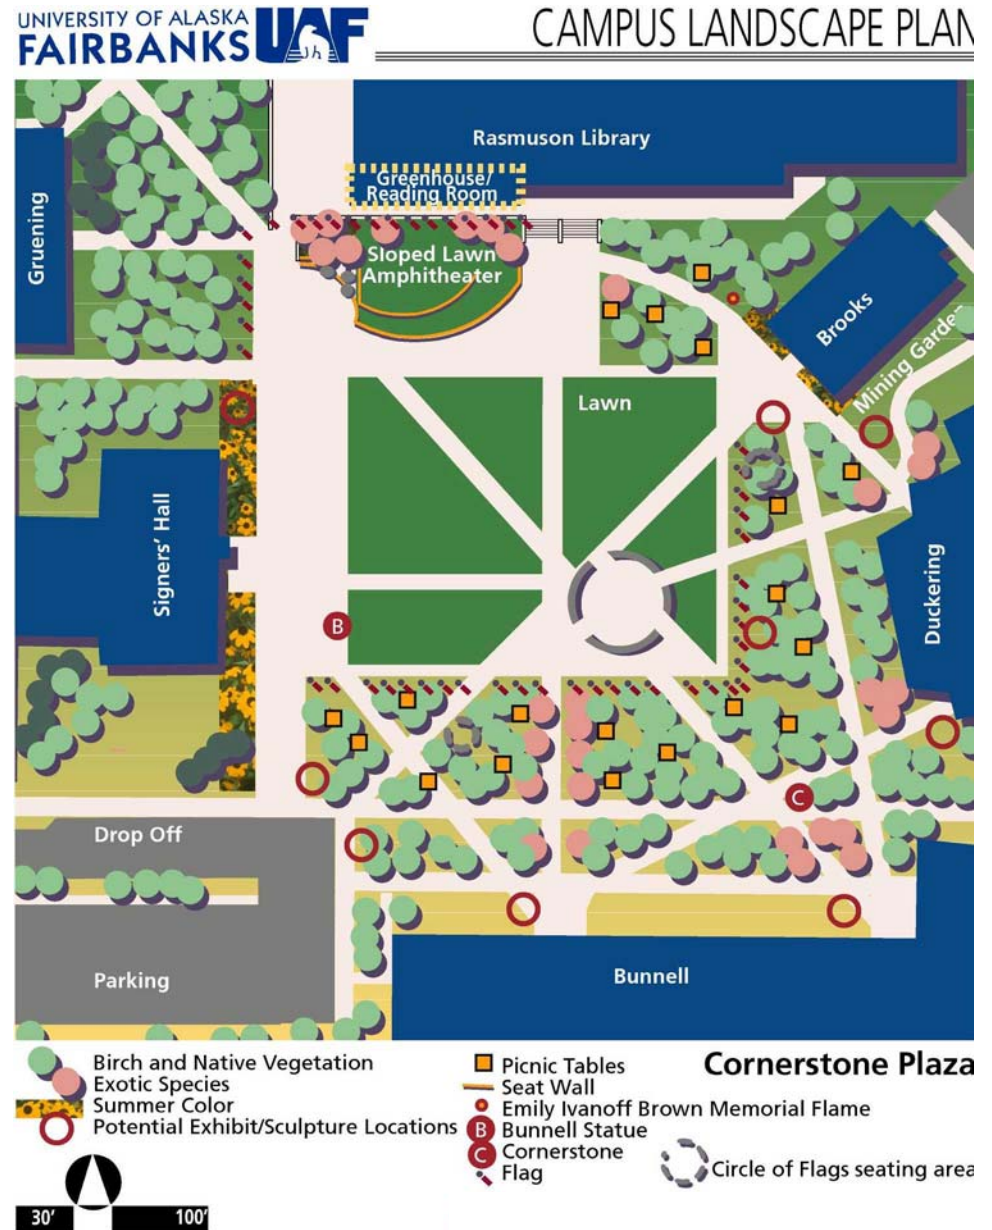 UNIVERSITY OF ALASKA
FAIRBANKS UAF
CAMPUS LANDSCAPE PLAN
Rasmuson Library
Greenhouse/
Reading Room
Gruening
Sloped Lawn
Amphitheater
Brooks
Mining Garden
Lawn
Signers' Hall
Duckering
B
C
Drop Off
Parking
Bunnell
Birch and Native Vegetation
Exotic Species
Summer Color
Potential Exhibit/Sculpture Locations
Picnic Tables
Seat Wall
Emily Ivanoff Brown Memorial Flame
B Bunnell Statue
C Cornerstone
Flag
Cornerstone Plaza
Circle of Flags seating area
30' 100'